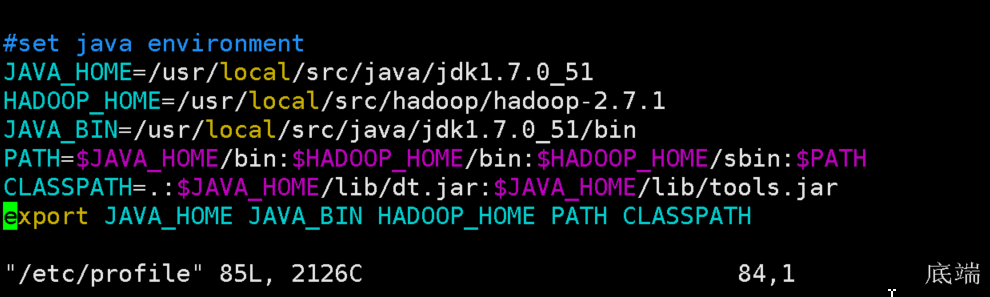 #set java environment
JAVA_HOME=/usr/local/src/java/jdk1.7.0_51
HADOOP_HOME=/usr/local/src/hadoop/hadoop-2.7.1
JAVA_BIN=/usr/local/src/java/jdk1.7.0_51/bin
PATH=$JAVA_HOME/bin:$HADOOP_HOME/bin:$HADOOP_HOME/sbin:$PATH
CLASSPATH=.:$JAVA_HOME/lib/dt.jar:$JAVA_HOME/lib/tools.jar
export JAVA_HOME JAVA_BIN HADOOP_HOME PATH CLASSPATH
"/etc/profile" 85L, 2126C 84,1 底端